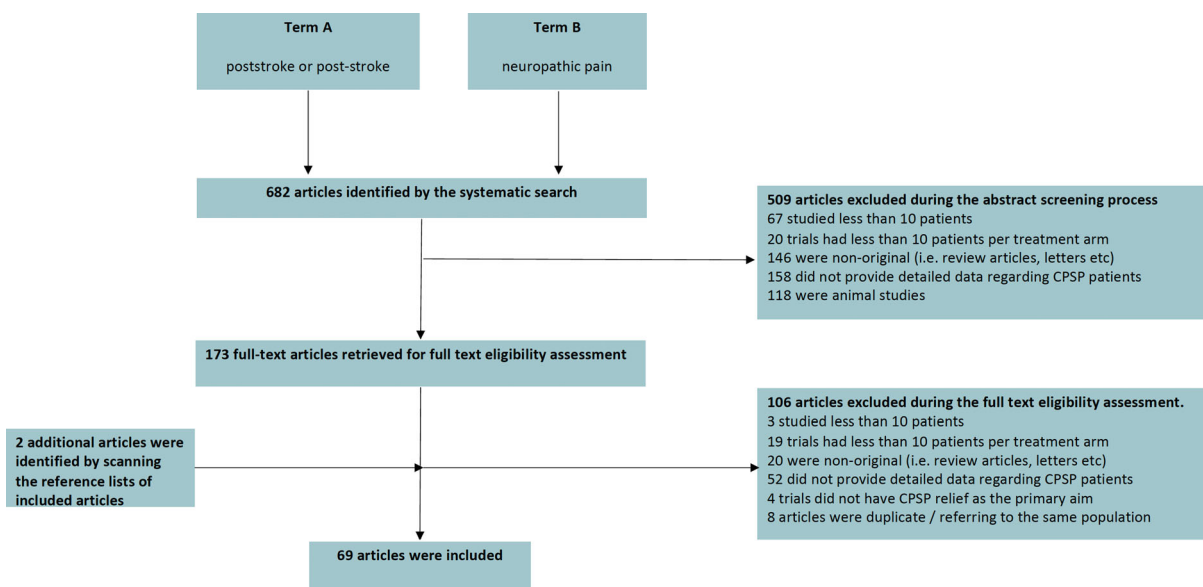 Term A
poststroke or post-stroke
Term B
neuropathic pain
682 articles identified by the systematic search
509 articles excluded during the abstract screening process
67 studied less than 10 patients
20 trials had less than 10 patients per treatment arm
146 were non-original (i.e. review articles, letters etc)
158 did not provide detailed data regarding CPSP patients
118 were animal studies
173 full-text articles retrieved for full text eligibility assessment
2 additional articles were
identified by scanning
the reference lists of
included articles
106 articles excluded during the full text eligibility assessment.
3 studied less than 10 patients
19 trials had less than 10 patients per treatment arm
20 were non-original (i.e. review articles, letters etc)
52 did not provide detailed data regarding CPSP patients
4 trials did not have CPSP relief as the primary aim
8 articles were duplicate / referring to the same population
69 articles were included